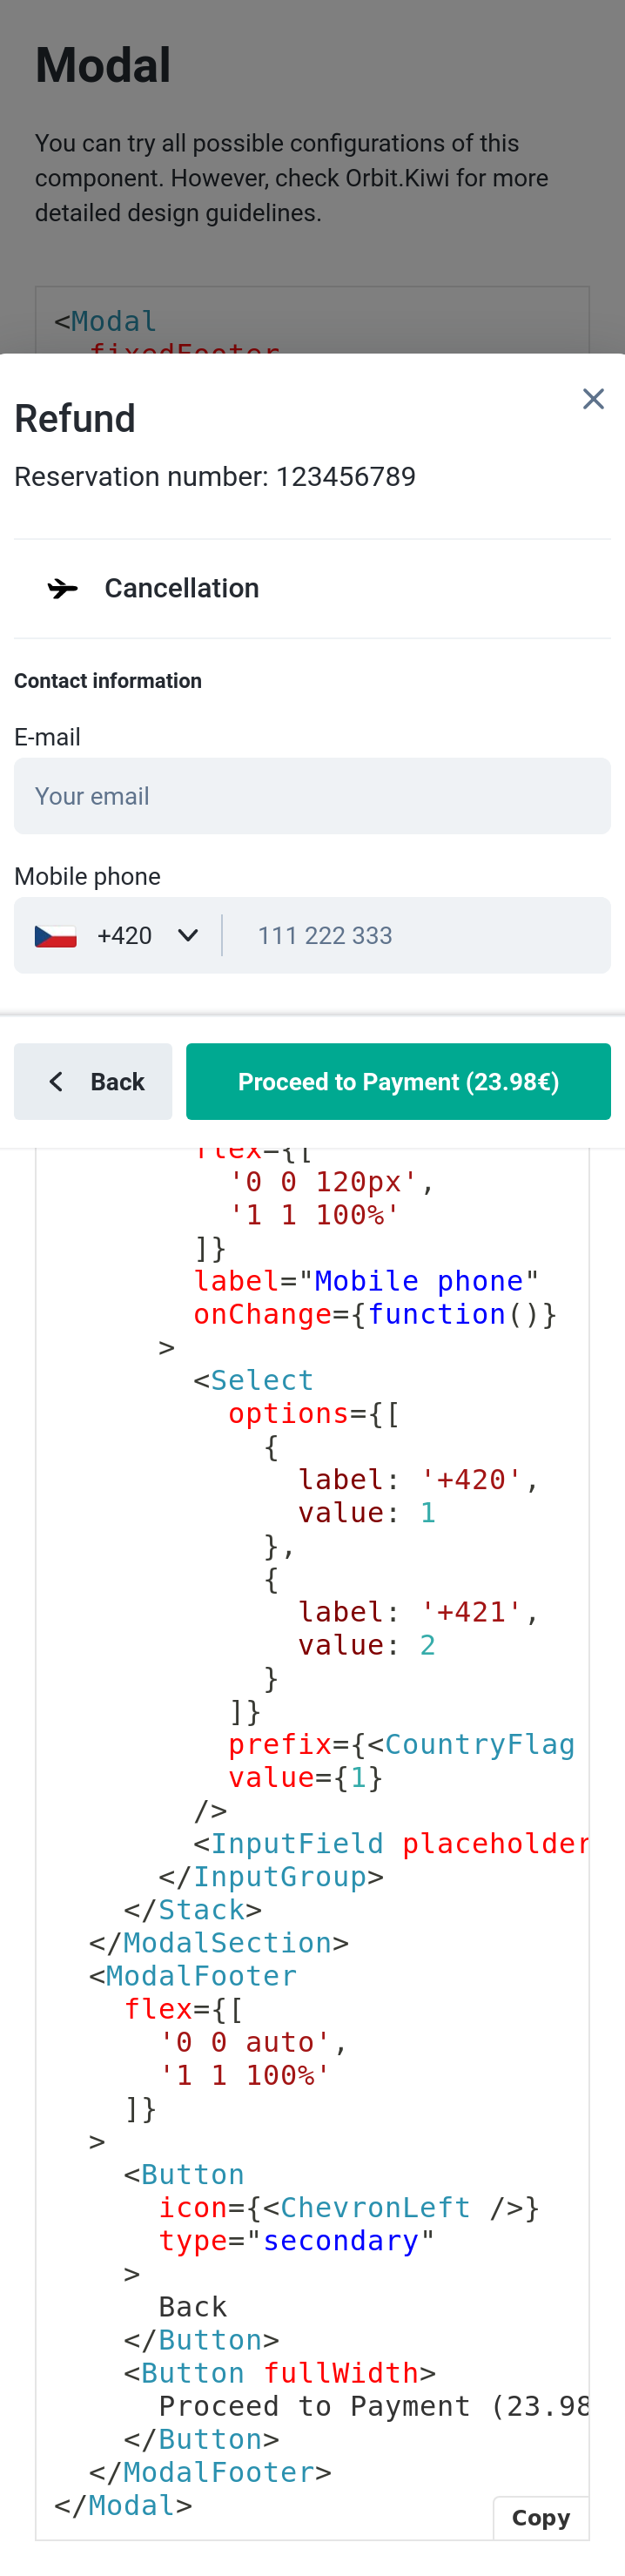 Modal
You can try all possible configurations of this
component. However, check Orbit.Kiwi for more
detailed design guidelines.
<Modal
fixedFooter
Refund
Reservation number: 123456789
Cancellation
Contact information
E-mail
Your email
Mobile phone
+420 111 222 333
Back Proceed to Payment (23.98€)
flex={[
'0 0 120px',
'1 1 100%'
]}
label="Mobile phone"
onChange={function()}
>
<Select
options={[
{
label: '+420',
value: 1
},
{
label: '+421',
value: 2
}
]}
prefix={<CountryFlag
value={1}
/>
<InputField placeholder
</InputGroup>
</Stack>
</ModalSection>
<ModalFooter
flex={[
'0 0 auto',
'1 1 100%'
]}
>
<Button
icon={<ChevronLeft />}
type="secondary"
>
Back
</Button>
<Button fullWidth>
Proceed to Payment (23.98
</Button>
</ModalFooter>
</Modal>
Copy